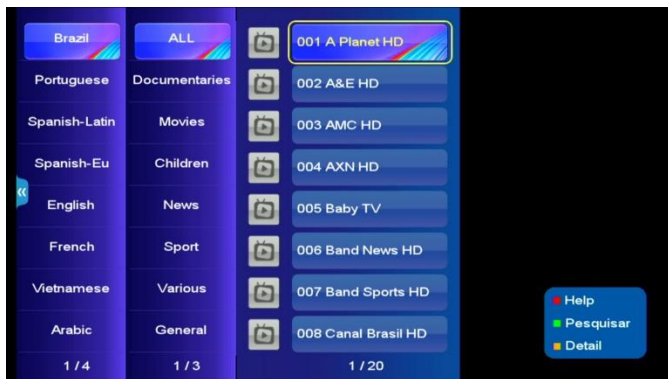 Brazil
Portuguese
Spanish-Latin
Spanish-Eu
English
French
Vietnamese
Arabic
1/4
ALL
Documentaries
Movies
Children
News
Sport
Various
General
1/3
001 A Planet HD
002 A&E HD
003 AMC HD
004 AXN HD
005 Baby TV
006 Band News HD
007 Band Sports HD
008 Canal Brasil HD
1/20
Help
Pesquisar
Detail